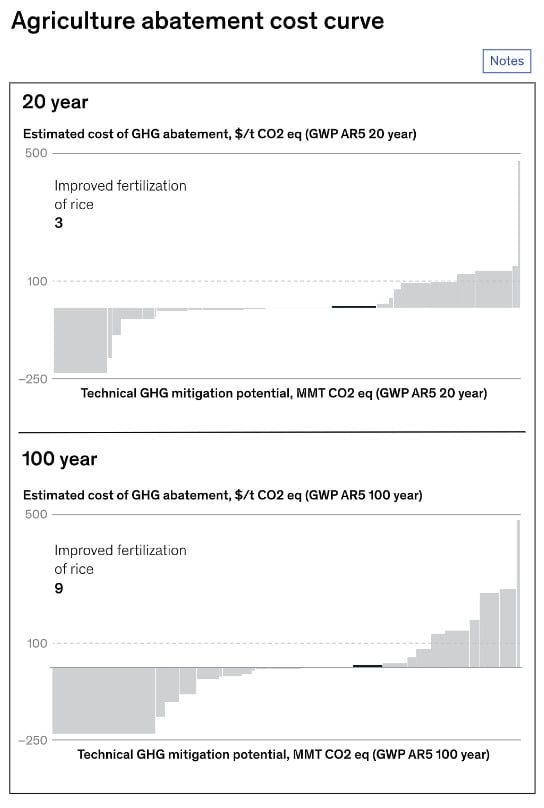 Agriculture abatement cost curve
Notes
20 year
Estimated cost of GHG abatement, $/t CO2 eq (GWP AR5 20 year)
500
Improved fertilization
of rice
3
100
−250
Technical GHG mitigation potential, MMT CO2 eq (GWP AR5 20 year)
100 year
Estimated cost of GHG abatement, $/t CO2 eq (GWP AR5 100 year)
500
Improved fertilization
of rice
9
100
−250
Technical GHG mitigation potential, MMT CO2 eq (GWP AR5 100 year)